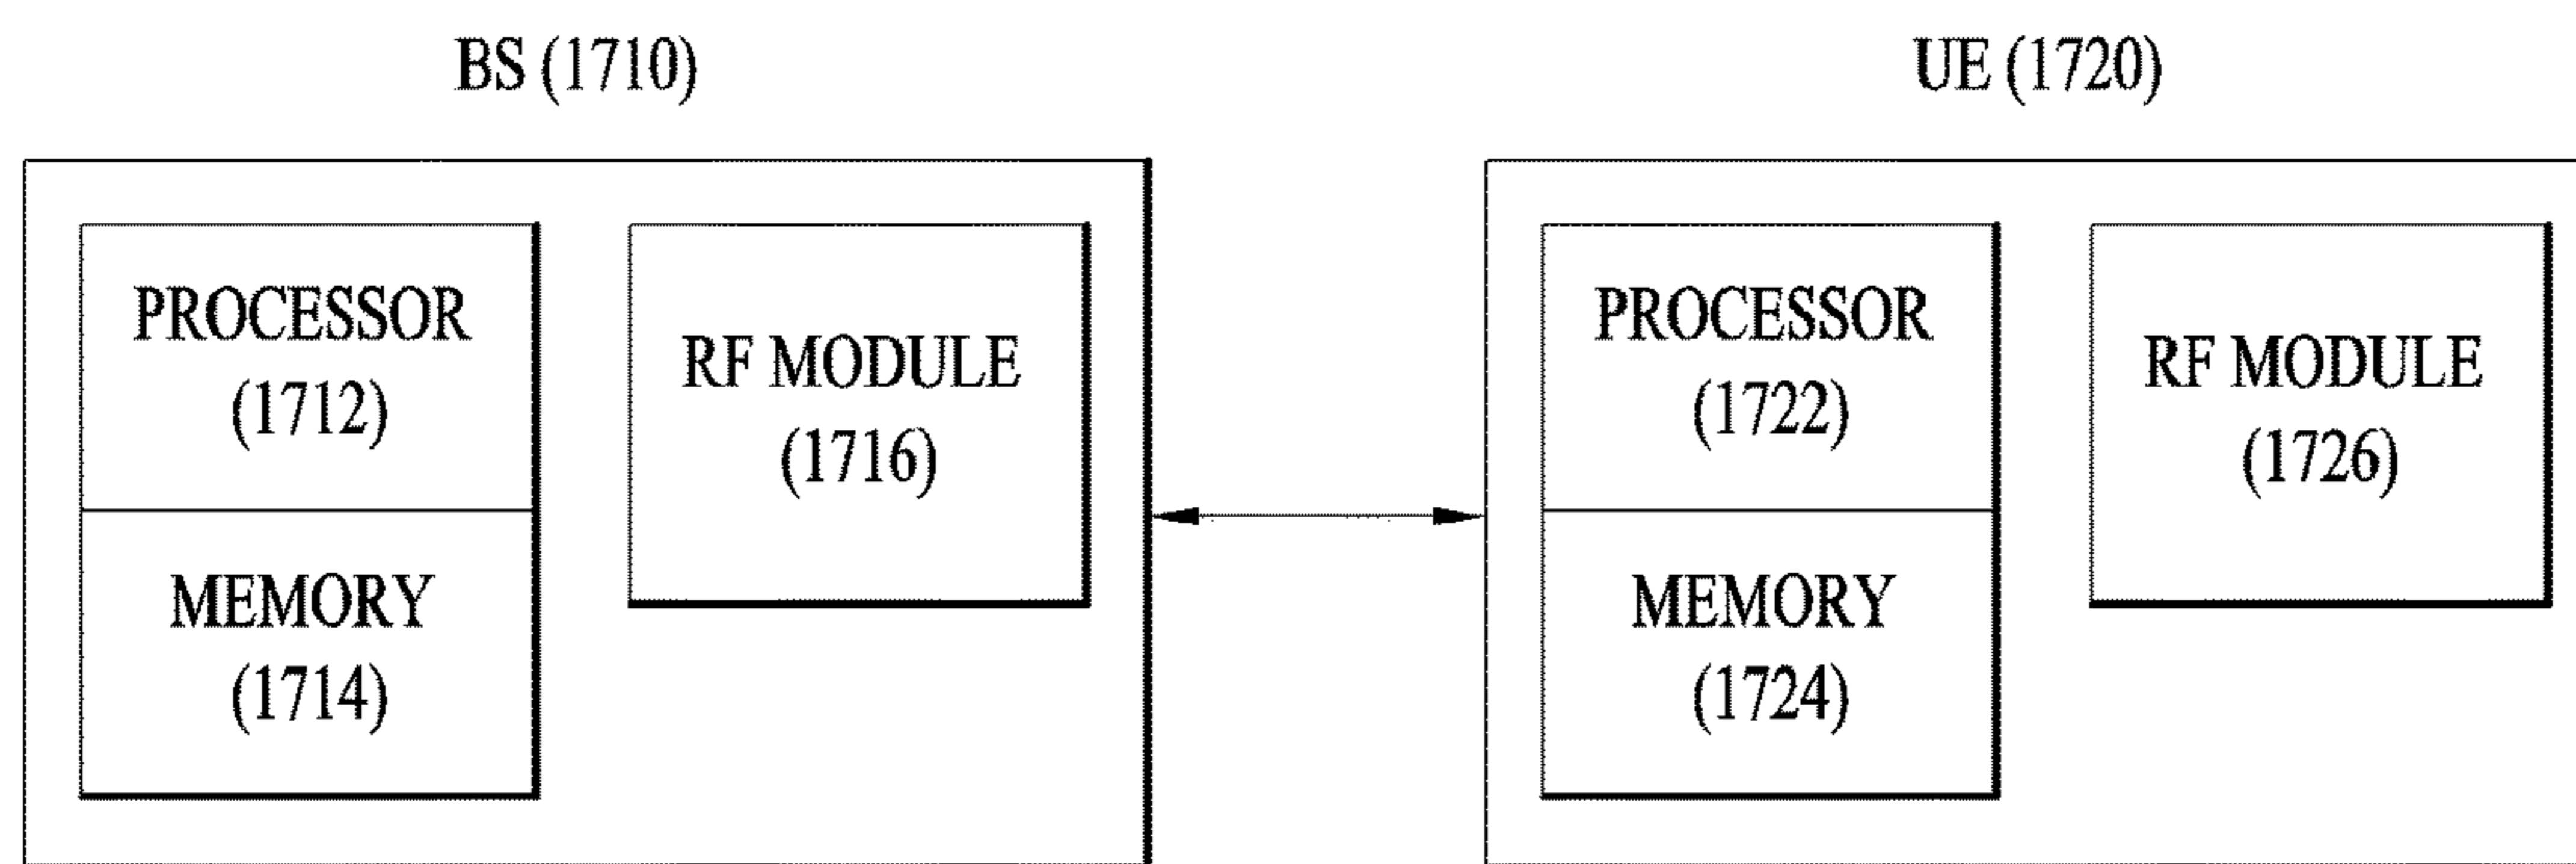 BS (1710)
PROCESSOR
(1712)
MEMORY
(1714)
RF MODULE
(1716)
UE (1720)
PROCESSOR
(1722)
MEMORY
(1724)
RF MODULE
(1726)